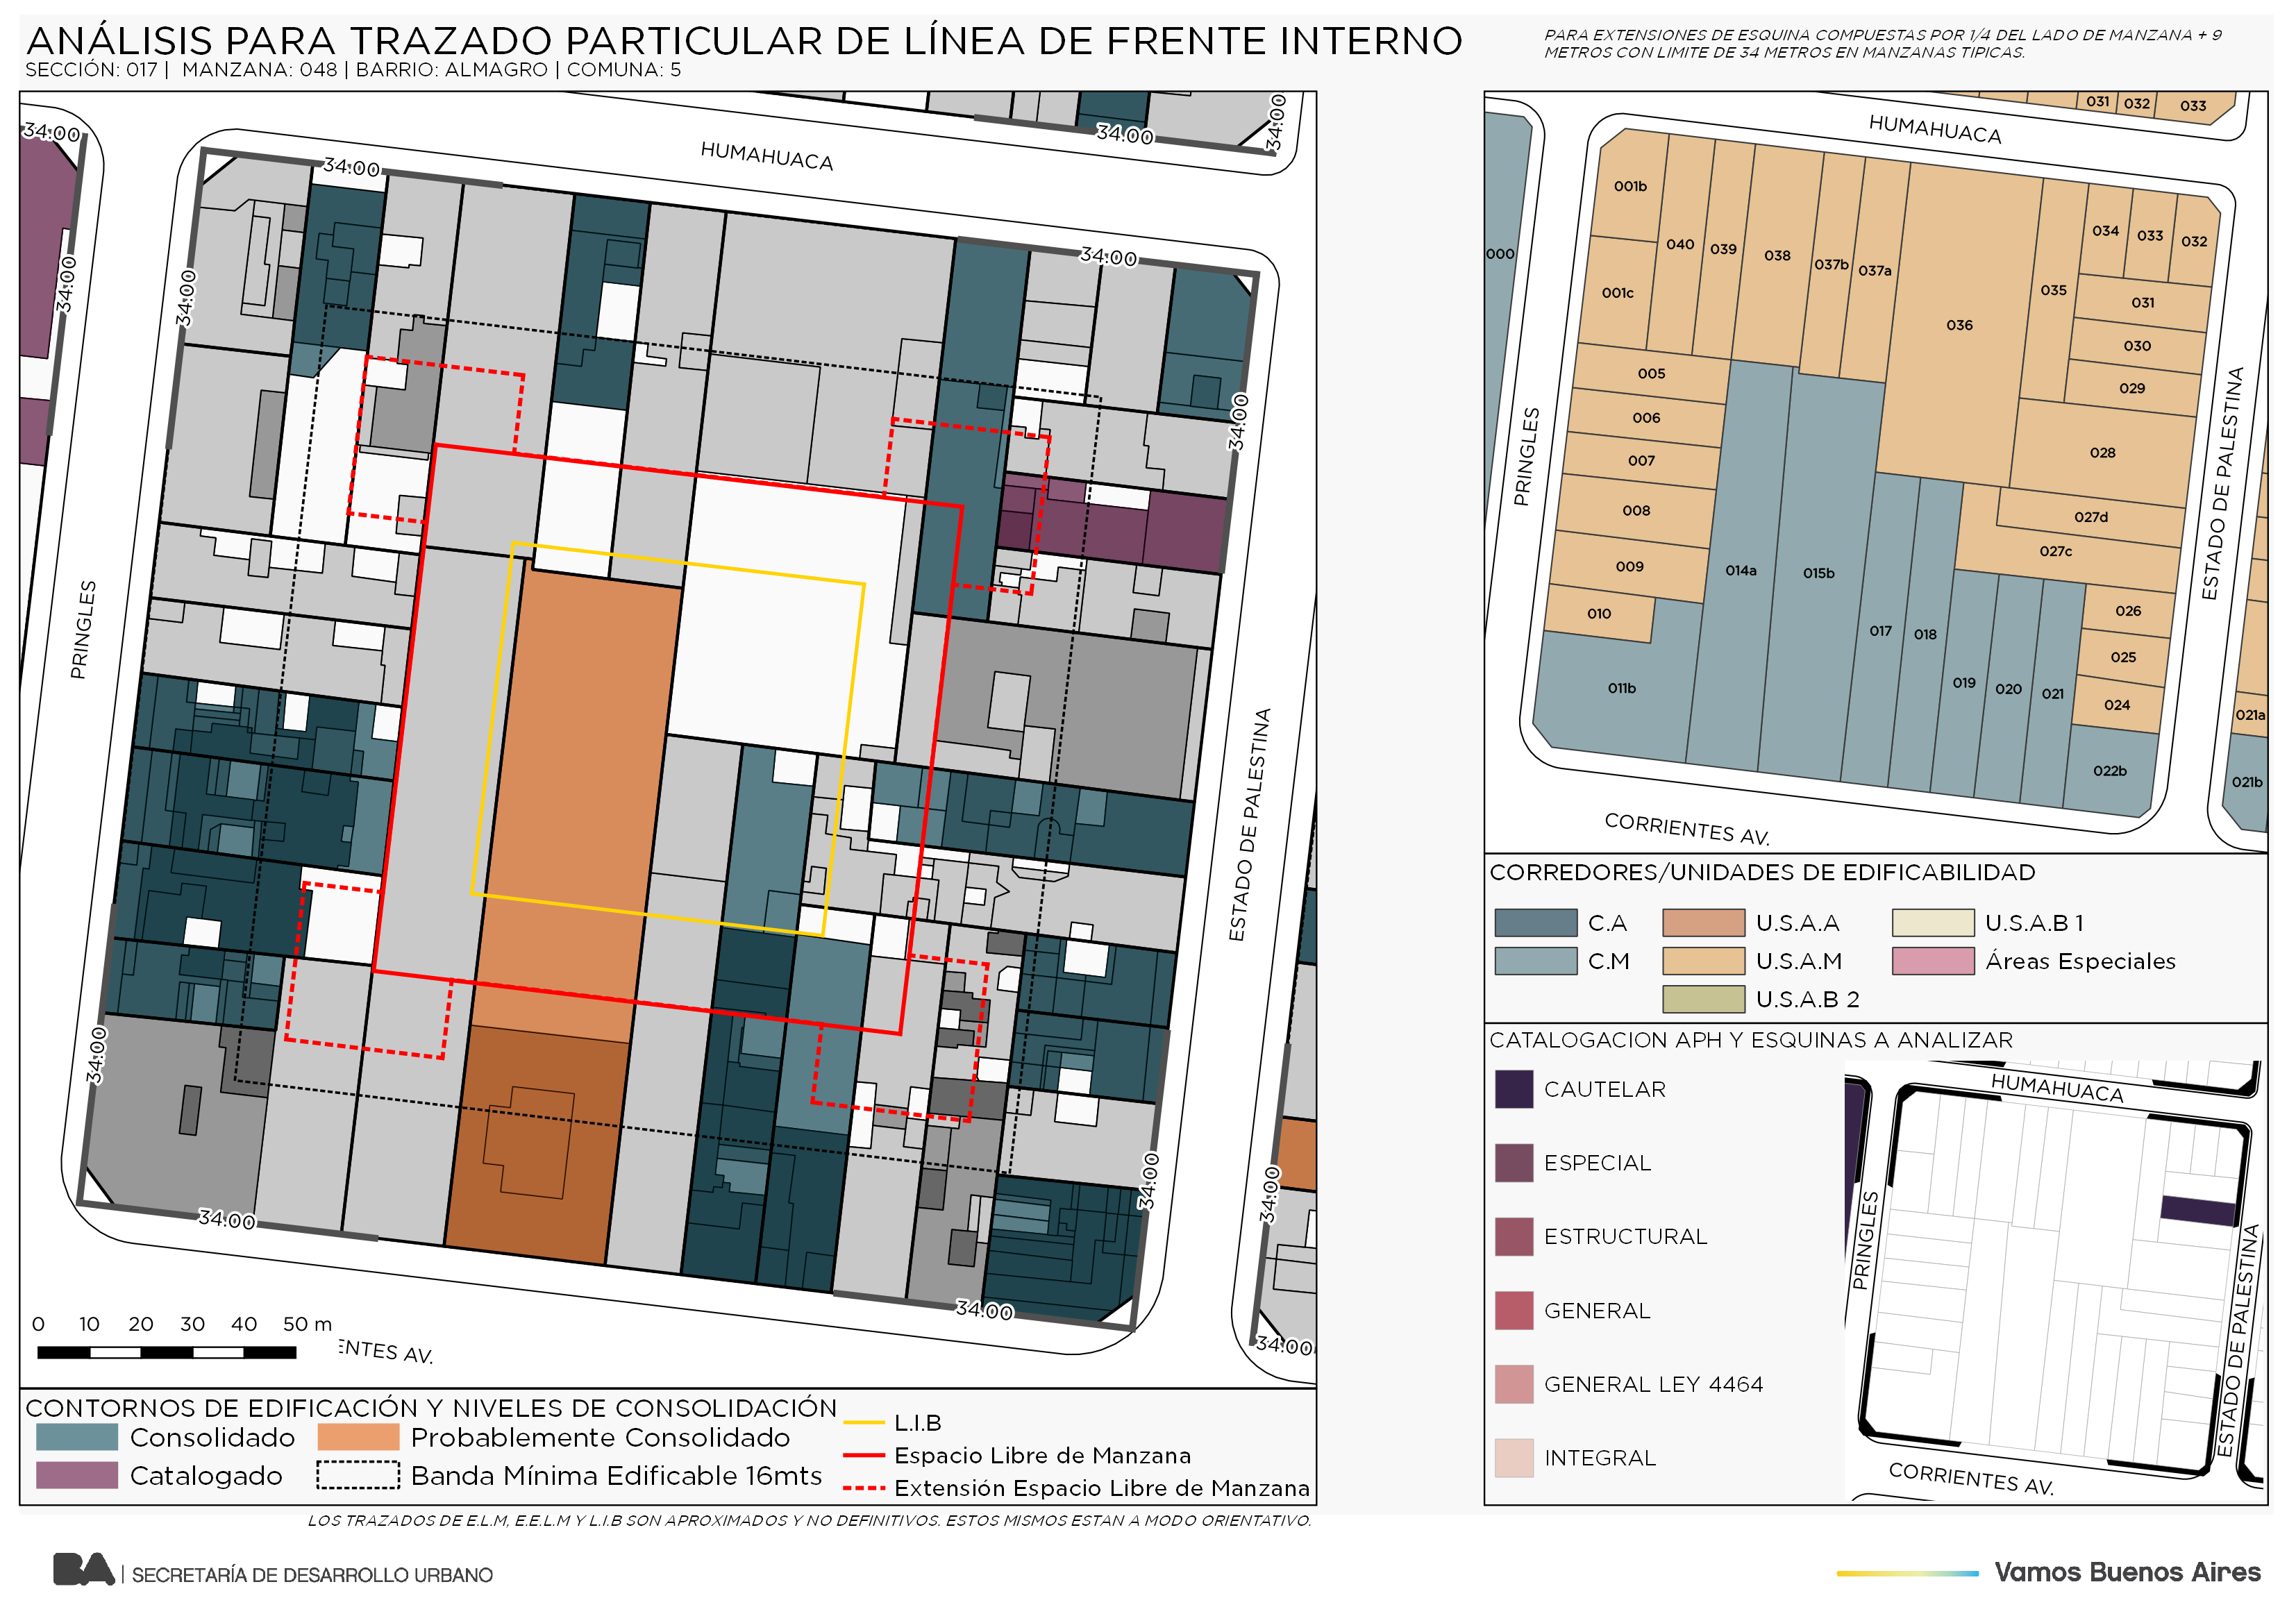 ANÁLISIS PARA TRAZADO PARTICULAR DE LÍNEA DE FRENTE INTERNO
SECCIÓN: 017 | MANZANA: 048 | BARRIO: ALMAGRO | COMUNA: 5
PARA EXTENSIONES DE ESQUINA COMPUESTAS POR 1/4 DEL LADO DE MANZANA + 9
METROS CON LIMITE DE 34 METROS EN MANZANAS TIPICAS.
34:00
34:00
34:00
34:00
HUMAHUACA
34:00
34:00
34:00
34:00
PRINGLES
ESTADO DE PALESTINA
34:00
34:00
34:00
34:00
34:00
34:00
0 10 20 30 40 50 m
ENTES AV.
CONTORNOS DE EDIFICACIÓN Y NIVELES DE CONSOLIDACIÓN
Consolidado
Probablemente Consolidado
Catalogado
Banda Mínima Edificable 16mts
L.I.B
Espacio Libre de Manzana
Extensión Espacio Libre de Manzana
LOS TRAZADOS DE E.L.M, E.E.L.M Y L.I.B SON APROXIMADOS Y NO DEFINITIVOS. ESTOS MISMOS ESTAN A MODO ORIENTATIVO.
031 032 033
HUMAHUACA
000
001b
040
039
038
037b
037a
036
035
034
033
032
001c
031
030
029
005
006
007
008
009
010
028
027d
027c
014a
015b
017
018
019
020
021
026
025
024
011b
022b
021a
021b
PRINGLES
ESTADO DE PALESTINA
CORRIENTES AV.
CORREDORES/UNIDADES DE EDIFICABILIDAD
C.A
U.S.A.A
U.S.A.B 1
C.M
U.S.A.M
Áreas Especiales
U.S.A.B 2
CATALOGACION APH Y ESQUINAS A ANALIZAR
CAUTELAR
ESPECIAL
ESTRUCTURAL
GENERAL
GENERAL LEY 4464
INTEGRAL
HUMAHUACA
PRINGLES
ESTADO DE PALESTINA
CORRIENTES AV.
BA | SECRETARÍA DE DESARROLLO URBANO
Vamos Buenos Aires